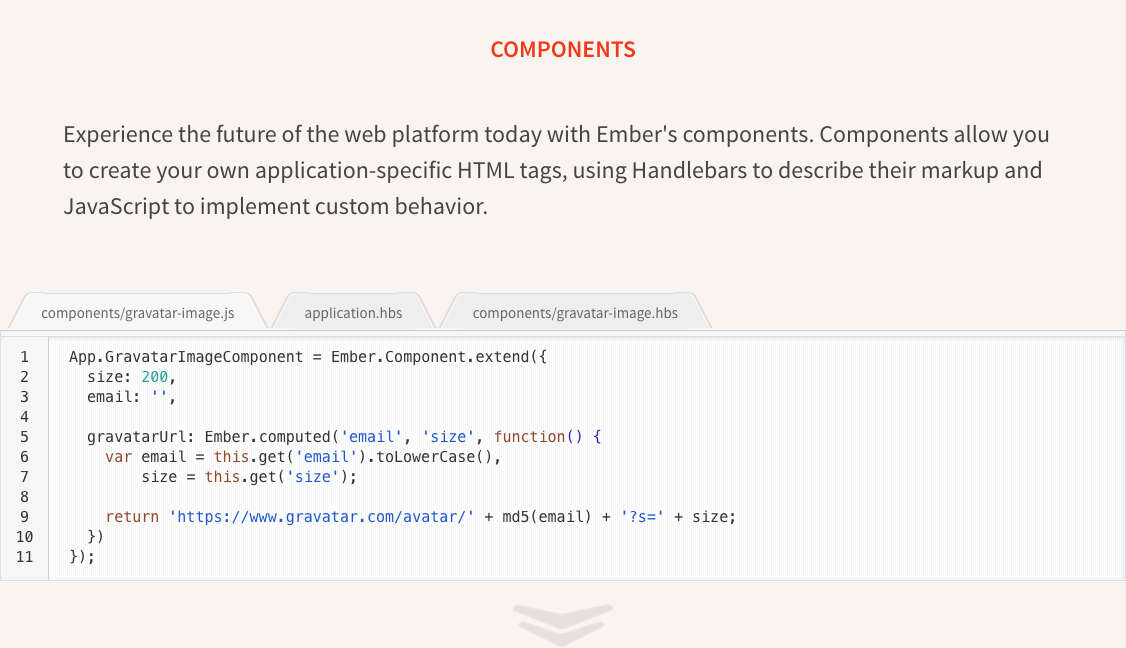 COMPONENTS
Experience the future of the web platform today with Ember's components. Components allow you
to create your own application-specific HTML tags, using Handlebars to describe their markup and
JavaScript to implement custom behavior.
components/gravatar-image.js application.hbs components/gravatar-image.hbs
1 App.GravatarImageComponent = Ember.Component.extend({
2   size: 200,
3   email: '',
4
5   gravatarUrl: Ember.computed('email', 'size', function() {
6     var email = this.get('email').toLowerCase(),
7         size = this.get('size');
8
9     return 'https://www.gravatar.com/avatar/' + md5(email) + '?s=' + size;
10   })
11 });